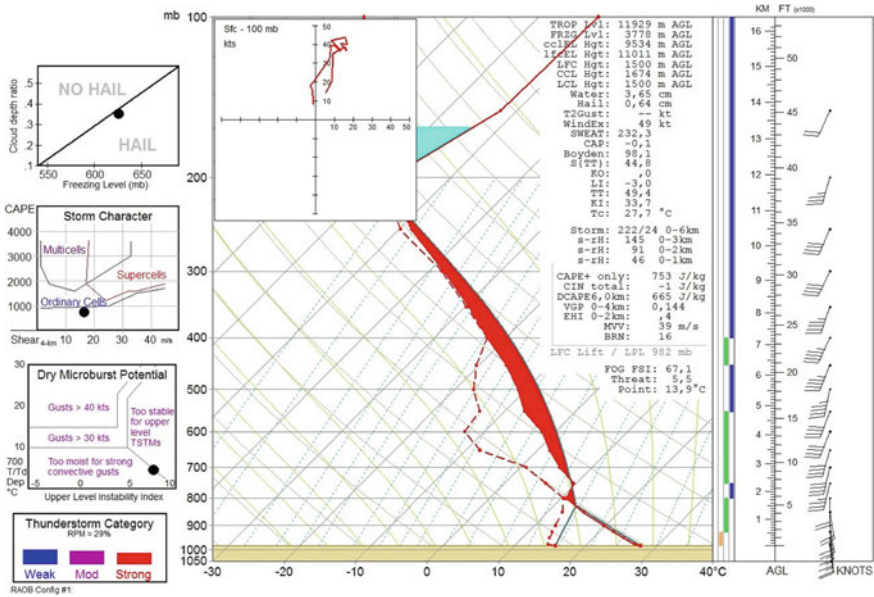 mb
100
200
300
400
500
600
700
800
900
1000
1050
-30
-20
-10
0
10
20
30
40°C
Sfc - 100 mb
kts
50
40
30
20
10
10 20 30 40 50
TROP Lvl: 11929 m AGL
FRZG Lvl: 3778 m AGL
cclEL Hgt: 9534 m AGL
lfcEL Hgt: 11011 m AGL
LFC Hgt: 1500 m AGL
CCL Hgt: 1674 m AGL
LCL Hgt: 1500 m AGL
Water: 3,65 cm
Hail: 0,64 cm
T2Gust: -- kt
WindEx: 49 kt
SWEAT: 232,3
CAP: -0,1
Boyden: 98,1
S(TT): 44,8
KO: ,0
LI: -3,0
TT: 49,4
KI: 33,7
Tc: 27,7 °C
Storm: 222/24 0-6km
s-rH: 145 0-3km
s-rH: 91 0-2km
s-rH: 46 0-1km
CAPE+ only: 753 J/kg
CIN total: -1 J/kg
DCAPE6,0km: 665 J/kg
VGP 0-4km: 0,144
EHI 0-2km: ,4
MVV: 39 m/s
BRN: 16
LFC Lift / LPL 982 mb
FOG FSI: 67,1
Threat: 5,5
Point: 13,9°C
KM FT (x1000)
16
15
14
13
12
11
10
9
8
7
6
5
4
3
2
1
50
45
40
35
30
25
20
15
10
5
AGL
KNOTS
Cloud depth ratio
.5
.4
.3
.2
.1
NO HAIL
HAIL
550 600 650
Freezing Level (mb)
CAPE
Storm Character
4000
3000
2000
1000
Multicells
Supercells
Ordinary Cells
Shear 4-km 10 20 30 40 m/s
Dry Microburst Potential
30
20
10
700
T/Td
Dep
°C
Gusts > 40 kts
Gusts > 30 kts
Too stable
for upper
level
TSTMs
Too moist for strong
convective gusts
-5 0 5 10
Upper Level Instability Index
Thunderstorm Category
RPM = 29%
Weak Mod Strong
RAOB Config #1: